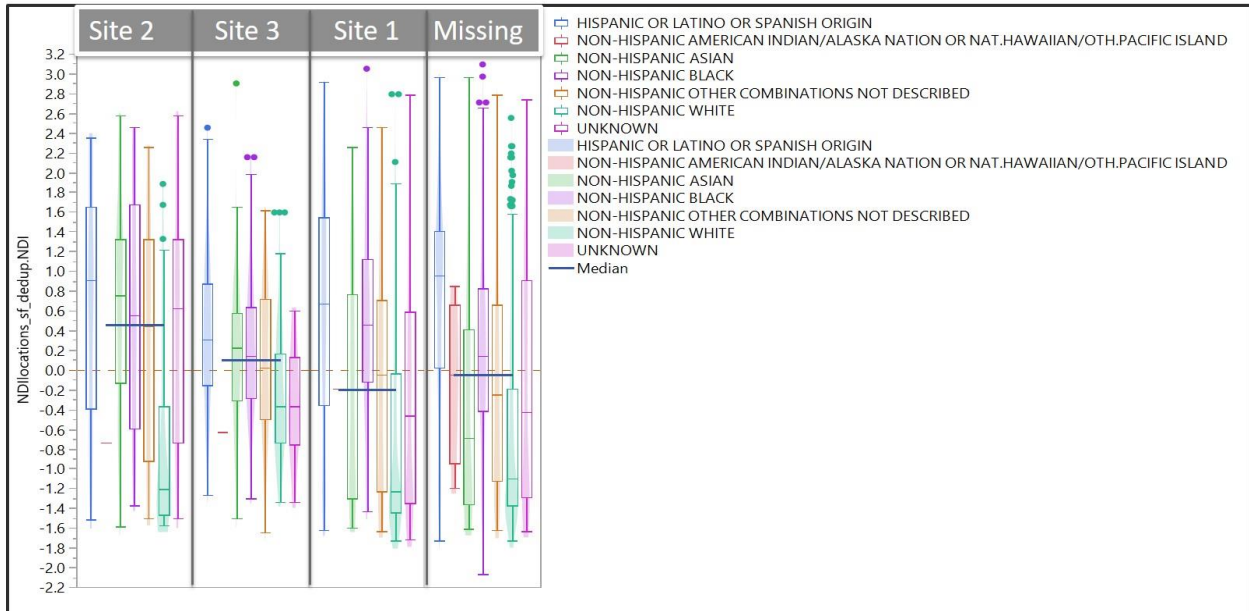 Site 2
Site 3
Site 1
Missing
NDIlocations_sf_dedup.NDI
3.2
3.0
2.8
2.6
2.4
2.2
2.0
1.8
1.6
1.4
1.2
1.0
0.8
0.6
0.4
0.2
0.0
-0.2
-0.4
-0.6
-0.8
-1.0
-1.2
-1.4
-1.6
-1.8
-2.0
-2.2
HISPANIC OR LATINO OR SPANISH ORIGIN
NON-HISPANIC AMERICAN INDIAN/ALASKA NATION OR NAT.HAWAIIAN/OTH.PACIFIC ISLAND
NON-HISPANIC ASIAN
NON-HISPANIC BLACK
NON-HISPANIC OTHER COMBINATIONS NOT DESCRIBED
NON-HISPANIC WHITE
UNKNOWN
HISPANIC OR LATINO OR SPANISH ORIGIN
NON-HISPANIC AMERICAN INDIAN/ALASKA NATION OR NAT.HAWAIIAN/OTH.PACIFIC ISLAND
NON-HISPANIC ASIAN
NON-HISPANIC BLACK
NON-HISPANIC OTHER COMBINATIONS NOT DESCRIBED
NON-HISPANIC WHITE
UNKNOWN
Median